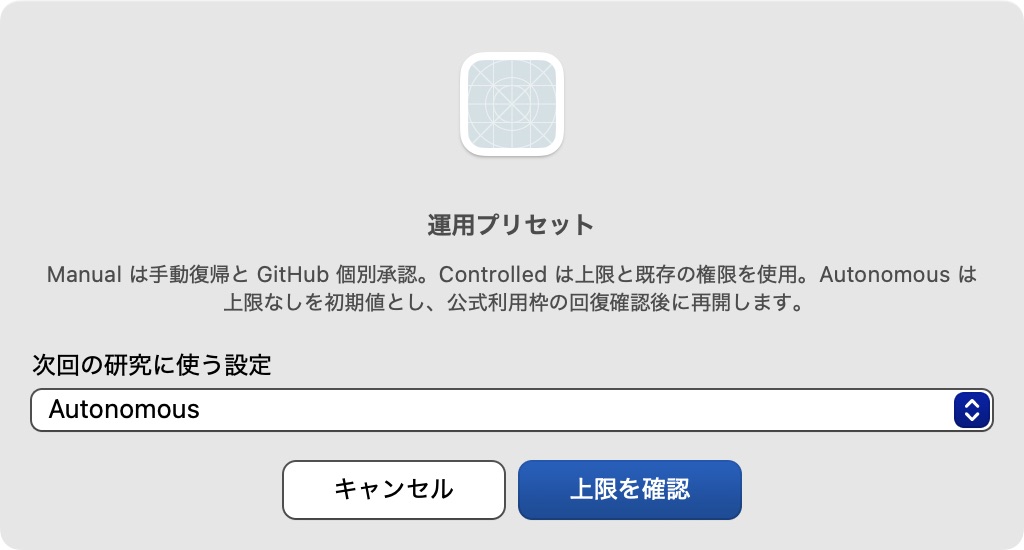 運用プリセット
Manual は手動復帰と GitHub 個別承認。Controlled は上限と既存の権限を使用。Autonomous は
上限なしを初期値とし、公式利用枠の回復確認後に再開します。
次回の研究に使う設定
Autonomous
キャンセル
上限を確認